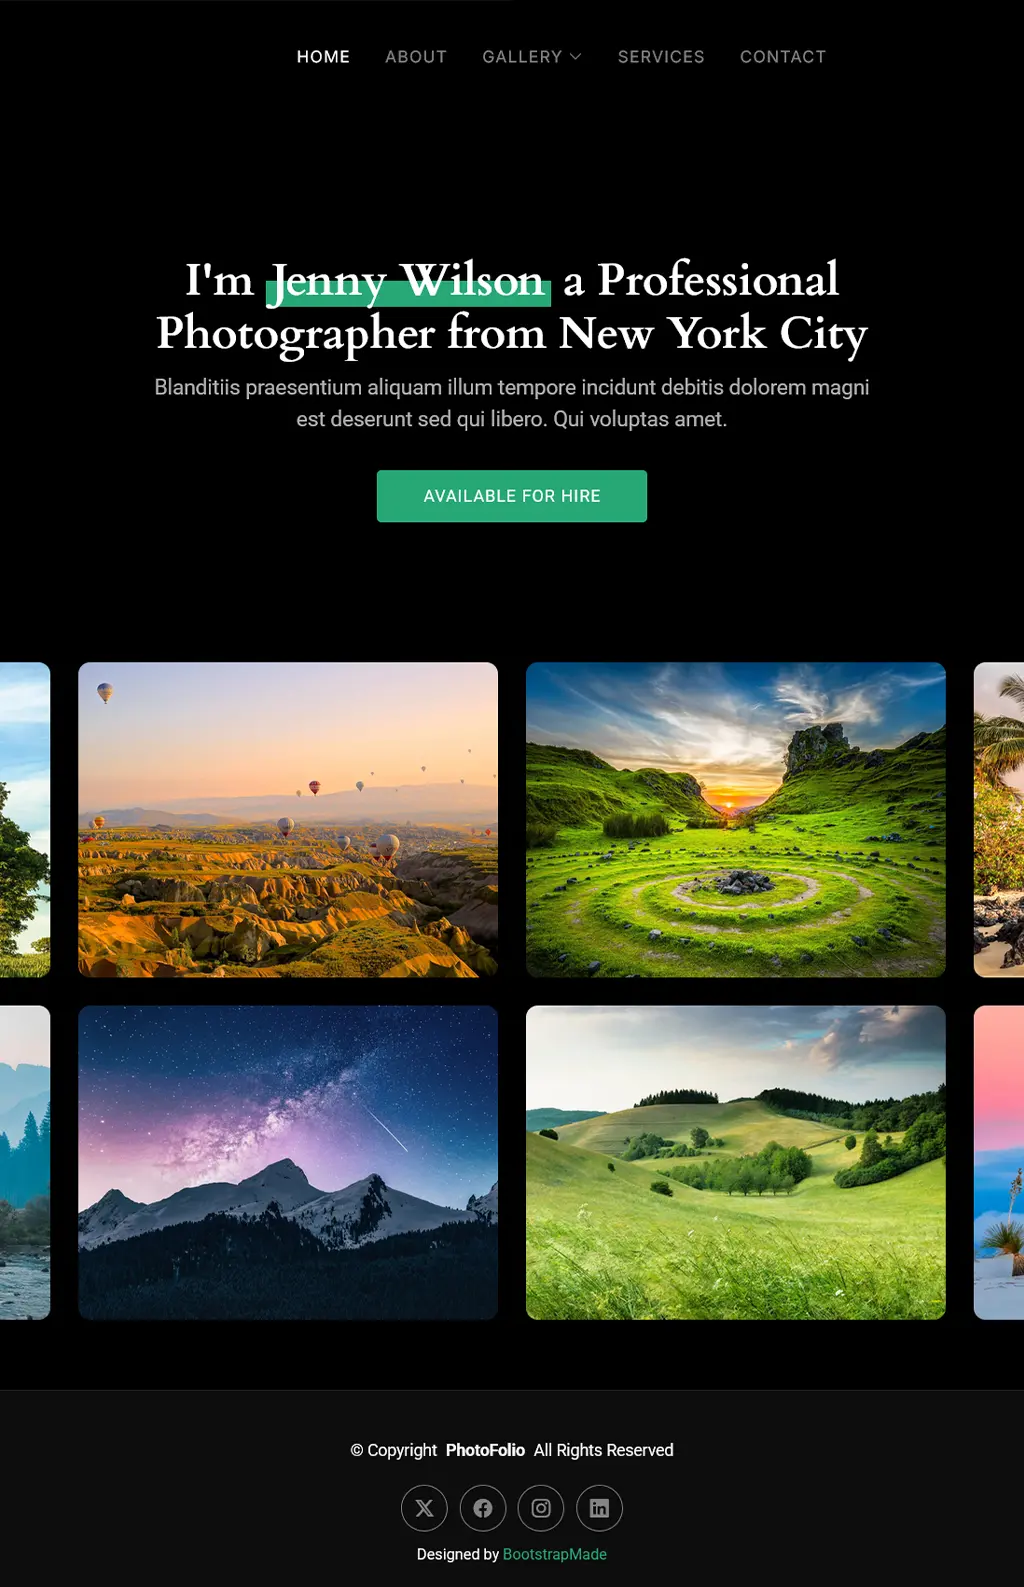 HOME ABOUT GALLERY SERVICES CONTACT
I'm Jenny Wilson a Professional
Photographer from New York City
Blanditiis praesentium aliquam illum tempore incidunt debitis dolorem magni
est deserunt sed qui libero. Qui voluptas amet.
AVAILABLE FOR HIRE
© Copyright PhotoFolio All Rights Reserved
Designed by BootstrapMade